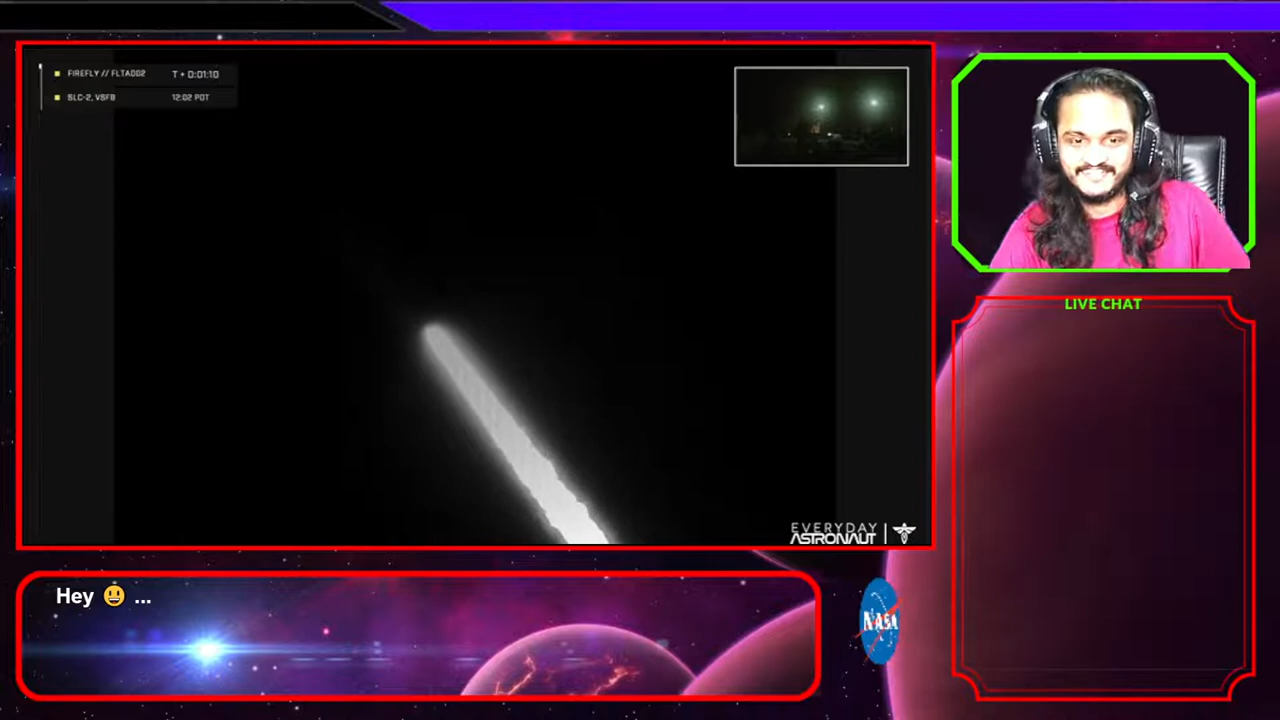 FIREFLY // FLTA002 T + 0:01:10
SLC-2, VSFB 12:02 PDT
EVERYDAY
ASTRONAUT
LIVE CHAT
Hey 😃 ...
NASA